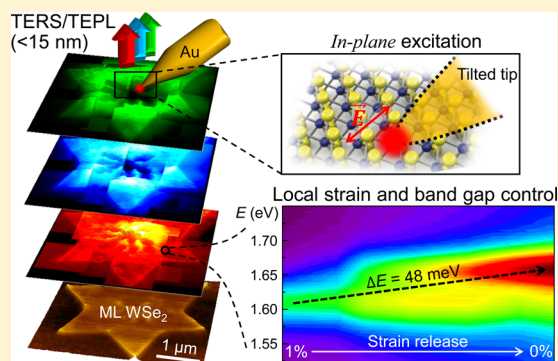 TERS/TEPL
(<15 nm)
Au
In-plane excitation
Tilted tip
E
Local strain and band gap control
E (eV)
1.70
1.65
1.60
1.55
ΔE = 48 meV
Strain release
1%
0%
ML WSe₂
1 µm